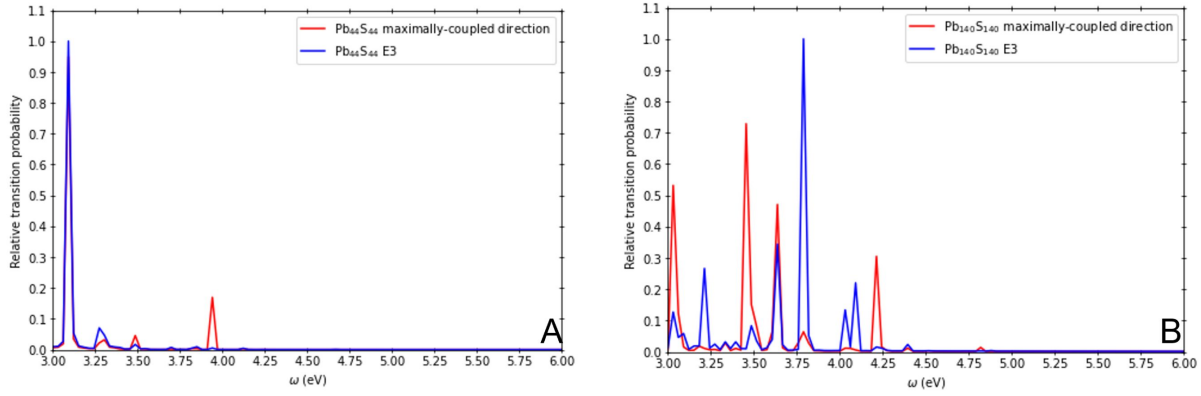 1.1
1.0
0.9
0.8
0.7
0.6
0.5
0.4
0.3
0.2
0.1
0.0
Relative transition probability
Pb₄₄S₄₄ maximally-coupled direction
Pb₄₄S₄₄ E3
A
3.00 3.25 3.50 3.75 4.00 4.25 4.50 4.75 5.00 5.25 5.50 5.75 6.00
ω (eV)
1.1
1.0
0.9
0.8
0.7
0.6
0.5
0.4
0.3
0.2
0.1
0.0
Relative transition probability
Pb₁₄₀S₁₄₀ maximally-coupled direction
Pb₁₄₀S₁₄₀ E3
B
3.00 3.25 3.50 3.75 4.00 4.25 4.50 4.75 5.00 5.25 5.50 5.75 6.00
ω (eV)